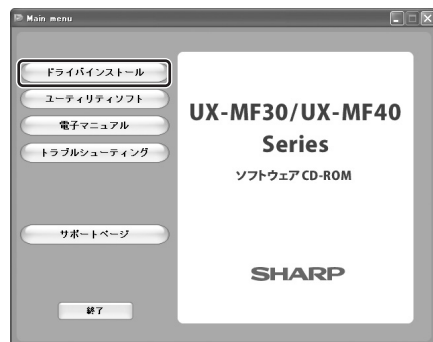 Main menu
ドライバインストール
ユーティリティソフト
電子マニュアル
トラブルシューティング
サポートページ
終了
UX-MF30/UX-MF40
Series
ソフトウェア CD-ROM
SHARP